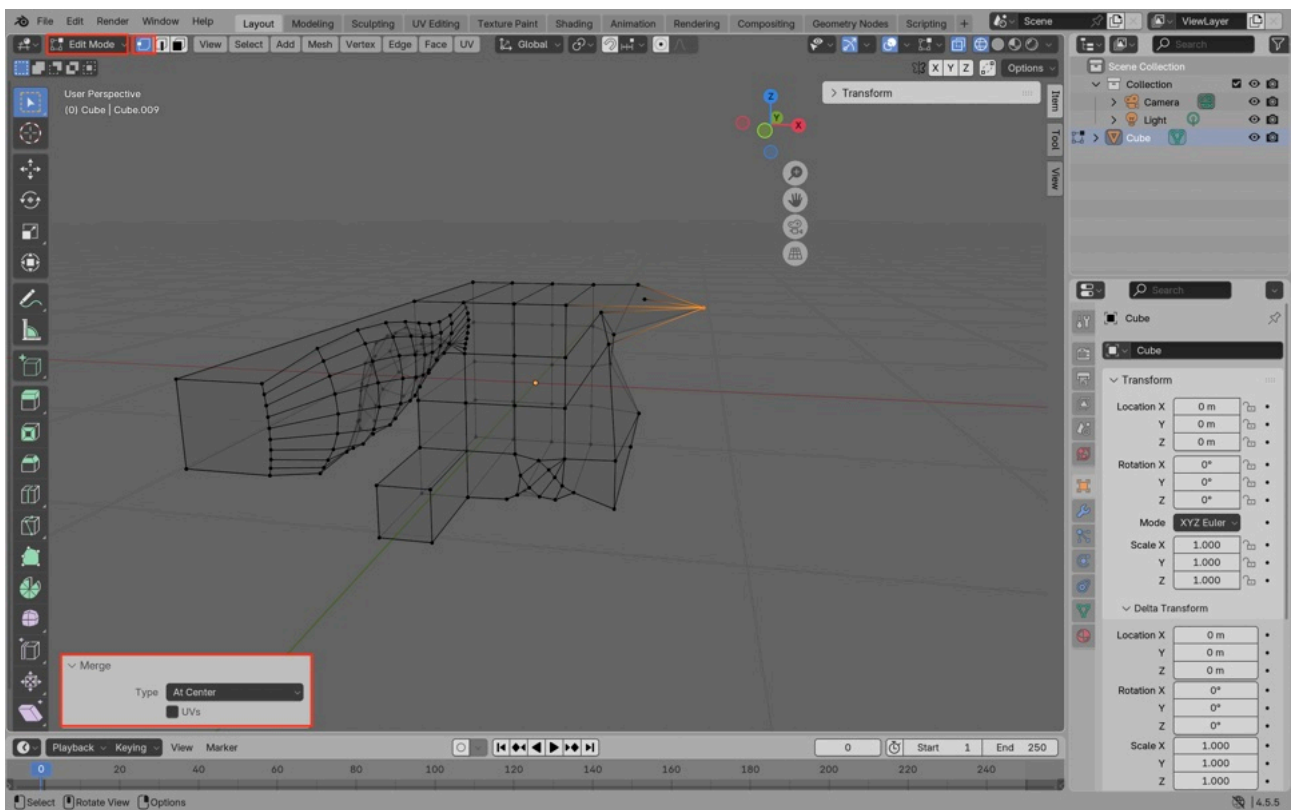 File Edit Render Window Help Layout Modeling Sculpting UV Editing Texture Paint Shading Animation Rendering Compositing Geometry Nodes Scripting + Scene ViewLayer
Edit Mode View Select Add Mesh Vertex Edge Face UV Global Search
X Y Z Options
User Perspective
(0) Cube | Cube.009
Z
Y
X
Transform
Item
Tool
View
Scene Collection
Collection
Camera
Light
Cube
Search
Cube
Cube
Transform
Location X 0 m
Y 0 m
Z 0 m
Rotation X 0°
Y 0°
Z 0°
Mode XYZ Euler
Scale X 1.000
Y 1.000
Z 1.000
Delta Transform
Location X 0 m
Y 0 m
Z 0 m
Rotation X 0°
Y 0°
Z 0°
Scale X 1.000
Y 1.000
Z 1.000
Merge
Type At Center
UVs
Playback Keying View Marker 0 Start 1 End 250
0 20 40 60 80 100 120 140 160 180 200 220 240
Select Rotate View Options 4.5.5